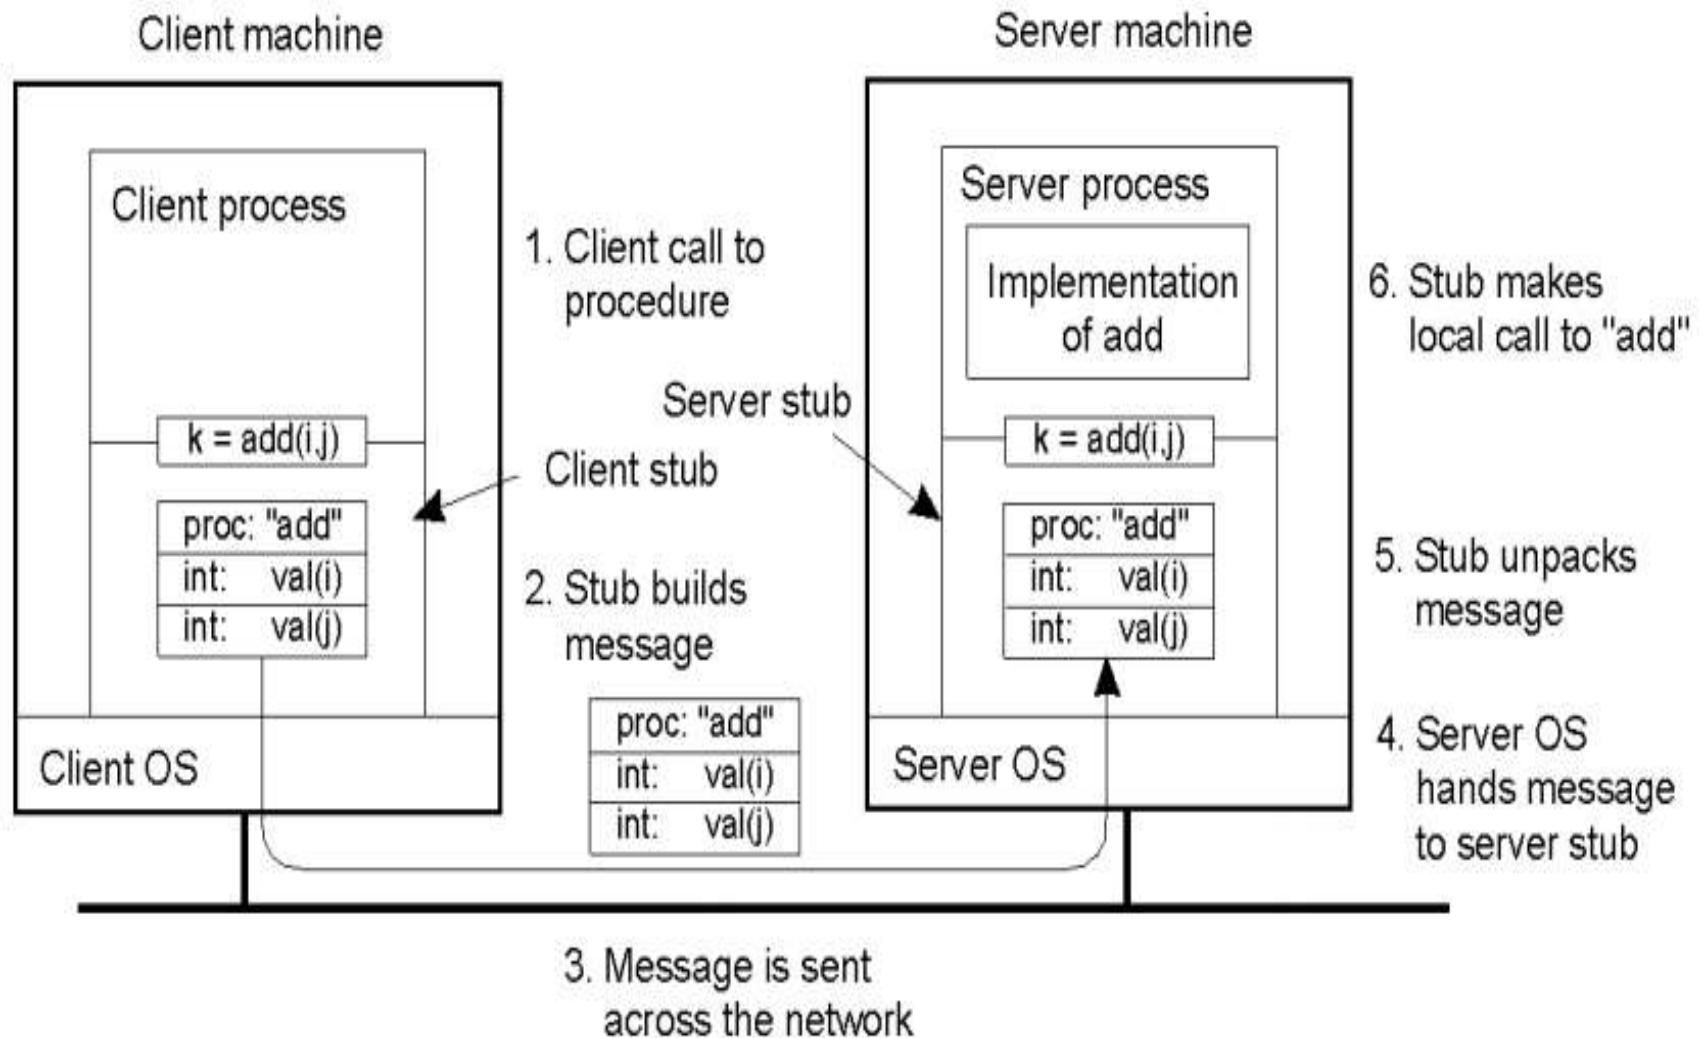 Client machine
Client process
k = add(i,j)
proc: "add"
int: val(i)
int: val(j)
Client OS
1. Client call to
procedure
Client stub
2. Stub builds
message
proc: "add"
int: val(i)
int: val(j)
3. Message is sent
across the network
Server machine
Server process
Implementation
of add
Server stub
k = add(i,j)
proc: "add"
int: val(i)
int: val(j)
Server OS
6. Stub makes
local call to "add"
5. Stub unpacks
message
4. Server OS
hands message
to server stub